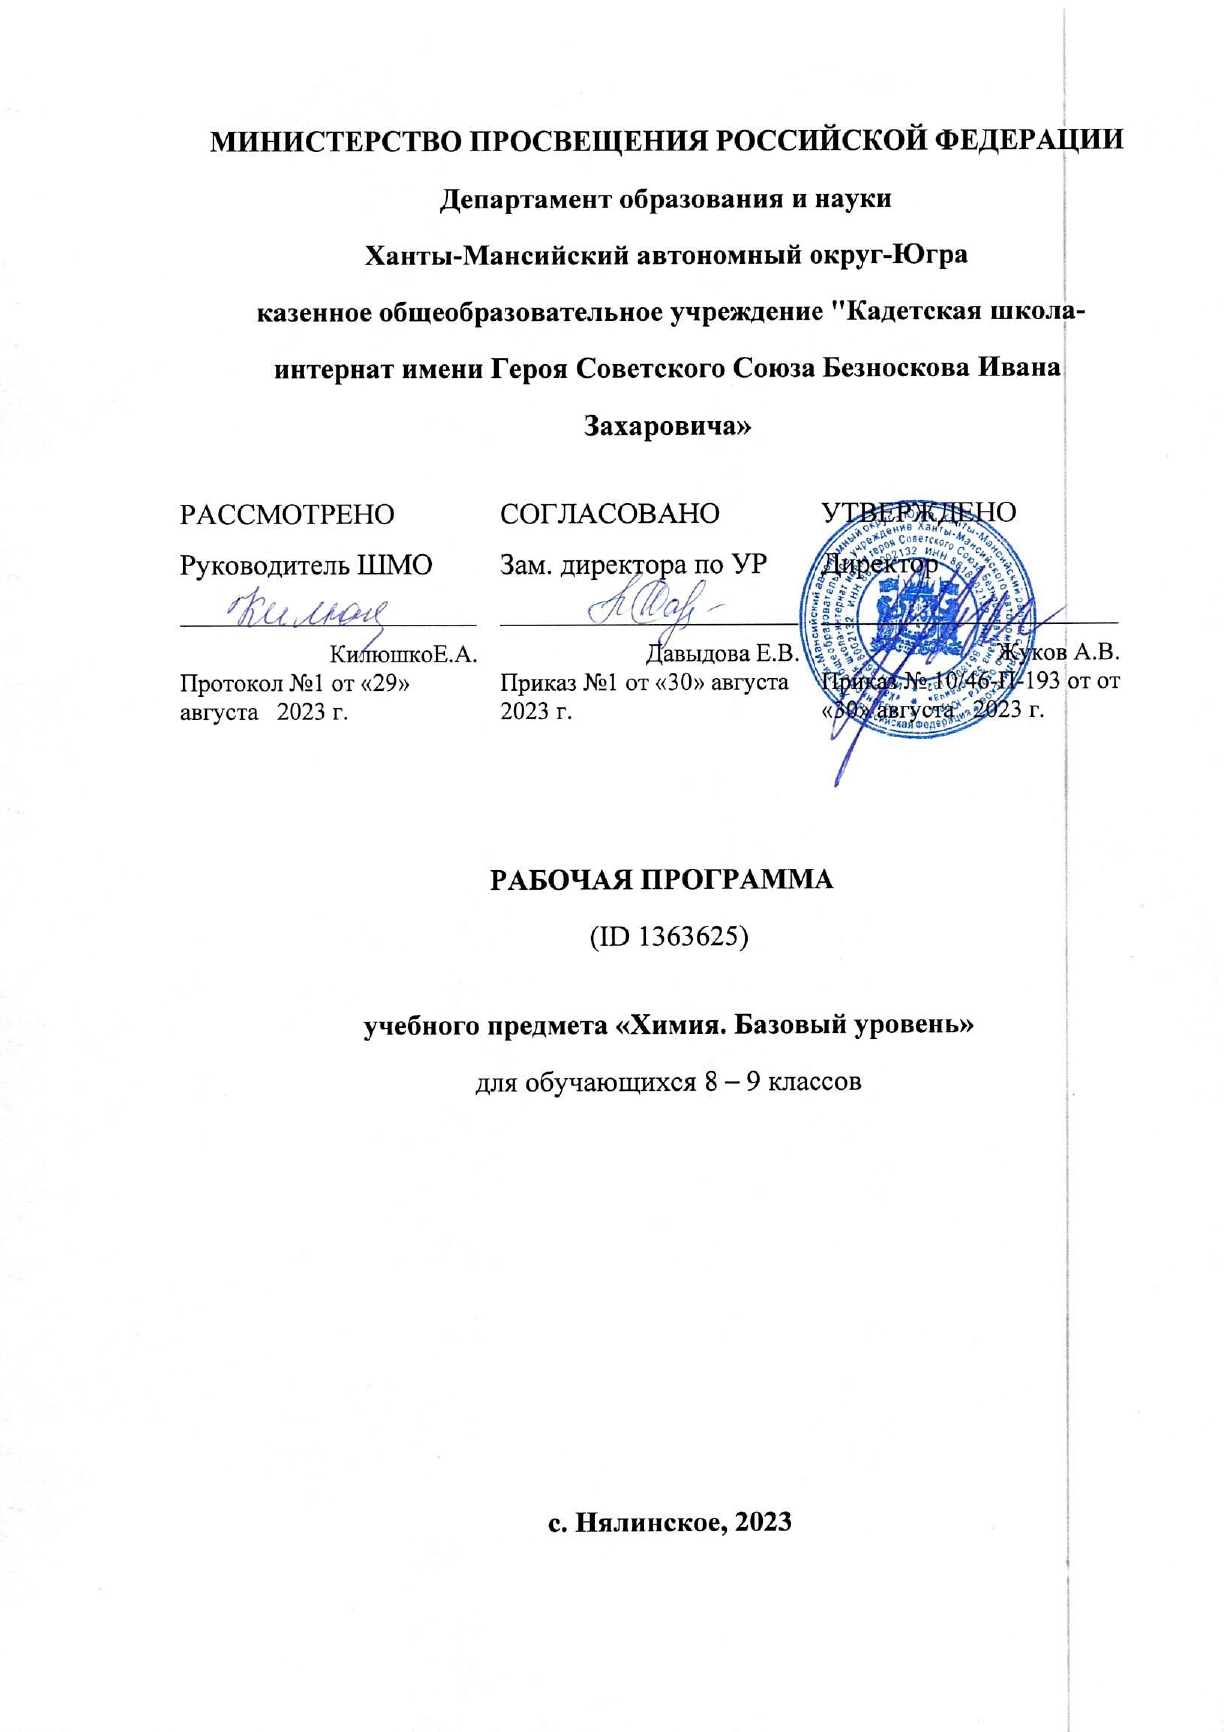 МИНИСТЕРСТВО ПРОСВЕЩЕНИЯ РОССИЙСКОЙ ФЕДЕРАЦИИ
Департамент образования и науки
Ханты-Мансийский автономный округ-Югра
казенное общеобразовательное учреждение "Кадетская школа-
интернат имени Героя Советского Союза Безноскова Ивана
Захаровича»
РАССМОТРЕНО
Руководитель ШМО
КилюшкоЕ.А.
Протокол №1 от «29»
августа 2023 г.
СОГЛАСОВАНО
Зам. директора по УР
Давыдова Е.В.
Приказ №1 от «30» августа
2023 г.
УТВЕРЖДЕНО
Директор
Жуков А.В.
Приказ № 10/46-П-193 от от
«30» августа 2023 г.
РАБОЧАЯ ПРОГРАММА
(ID 1363625)
учебного предмета «Химия. Базовый уровень»
для обучающихся 8 – 9 классов
с. Нялинское, 2023